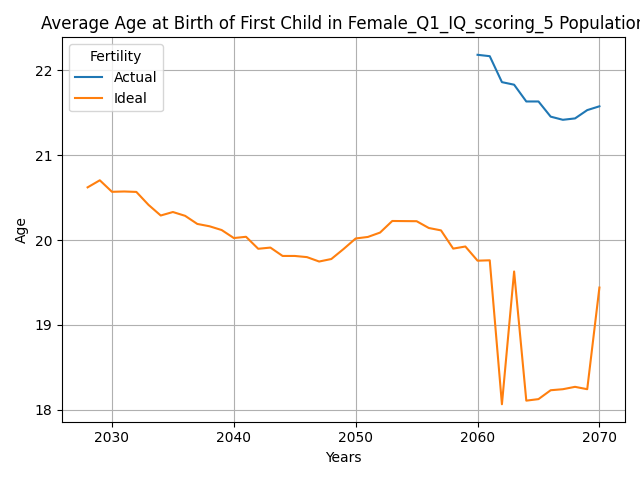 Average Age at Birth of First Child in Female_Q1_IQ_scoring_5 Population
Fertility
Actual
Ideal
22
21
20
19
18
Age
2030 2040 2050 2060 2070
Years